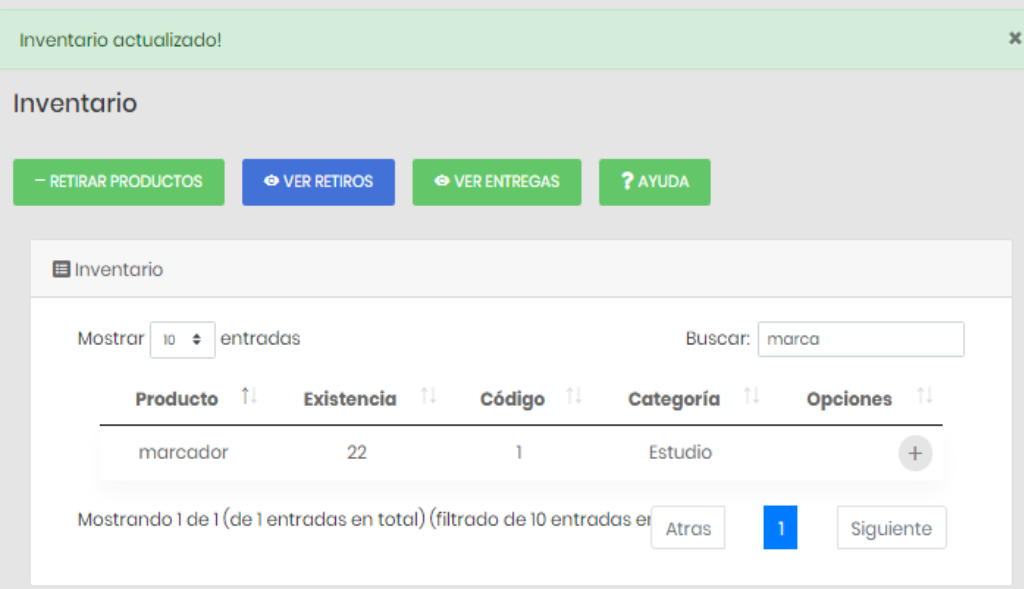 Inventario actualizado!
×
Inventario
− RETIRAR PRODUCTOS VER RETIROS VER ENTREGAS ? AYUDA
Inventario
Mostrar 10 entradas Buscar: marca
Producto Existencia Código Categoría Opciones
marcador 22 1 Estudio +
Mostrando 1 de 1 (de 1 entradas en total) (filtrado de 10 entradas Atras 1 Siguiente